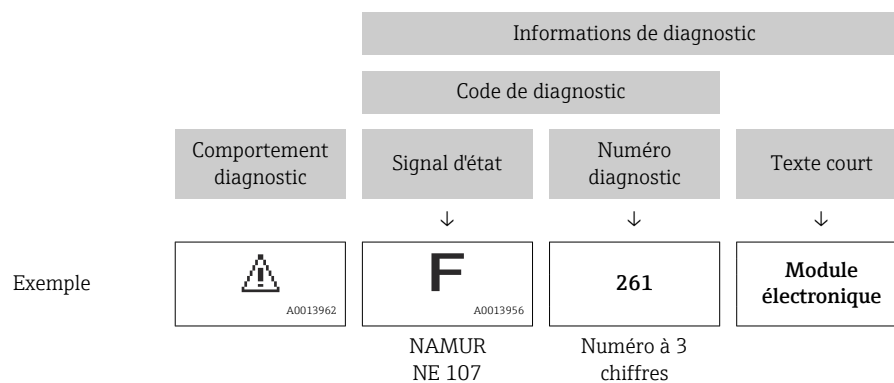 Informations de diagnostic
Code de diagnostic
Comportement
diagnostic
Signal d'état
Numéro
diagnostic
Texte court
↓ ↓ ↓
Exemple
A0013962
F
A0013956
261
Module
électronique
NAMUR
NE 107
Numéro à 3
chiffres